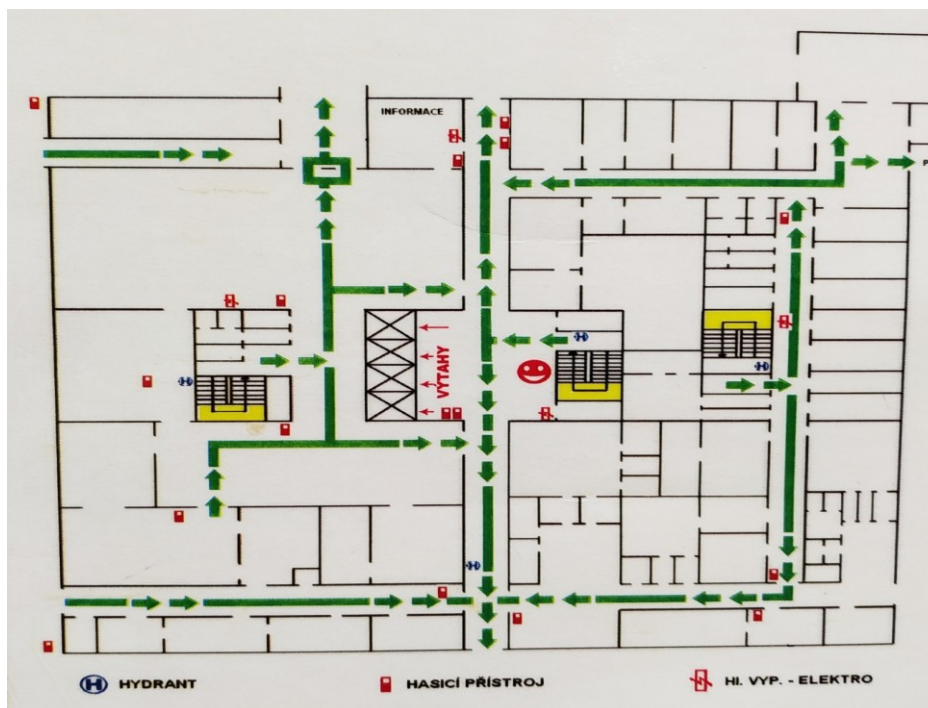 INFORMACE
VÝTAHY
HYDRANT
HASICÍ PŘÍSTROJ
Hl. VYP. - ELEKTRO